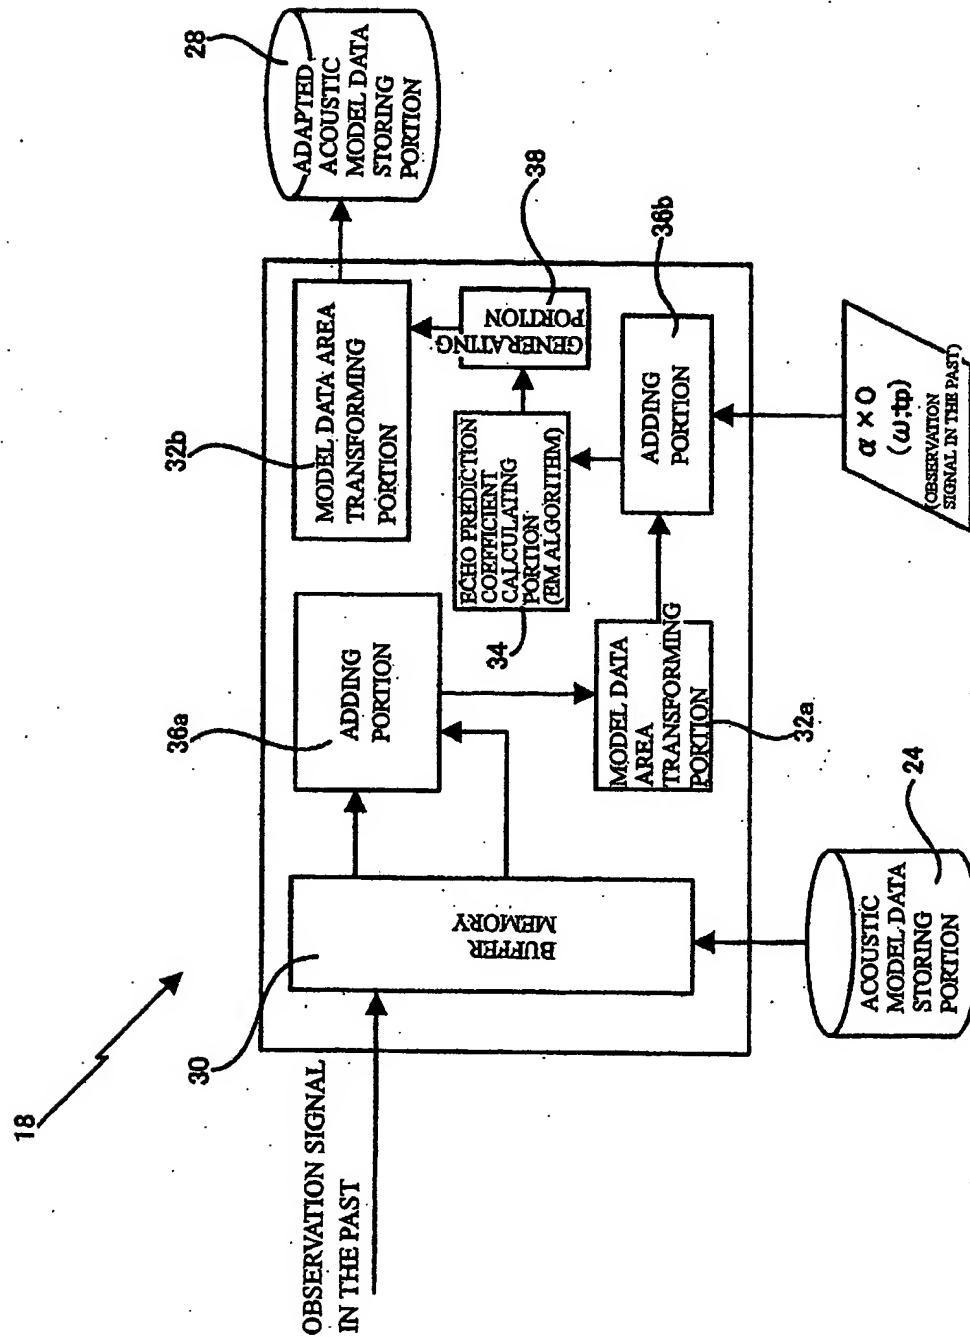 18
OBSERVATION SIGNAL
IN THE PAST
30
BUFFER
MEMORY
36a
ADDING
PORTION
32b
MODEL DATA AREA
TRANSFORMING
PORTION
28
ADAPTED
ACOUSTIC
MODEL DATA
STORING
PORTION
34
ECHO PREDICTION
COEFFICIENT
CALCULATING
PORTION
(EM ALGORITHM)
GENERATING
PORTION
38
MODEL DATA
AREA
TRANSFORMING
PORTION
32a
ADDING
PORTION
36b
24
ACOUSTIC
MODEL DATA
STORING
PORTION
α × O
(ω;tp)
(OBSERVATION
SIGNAL IN THE PAST)